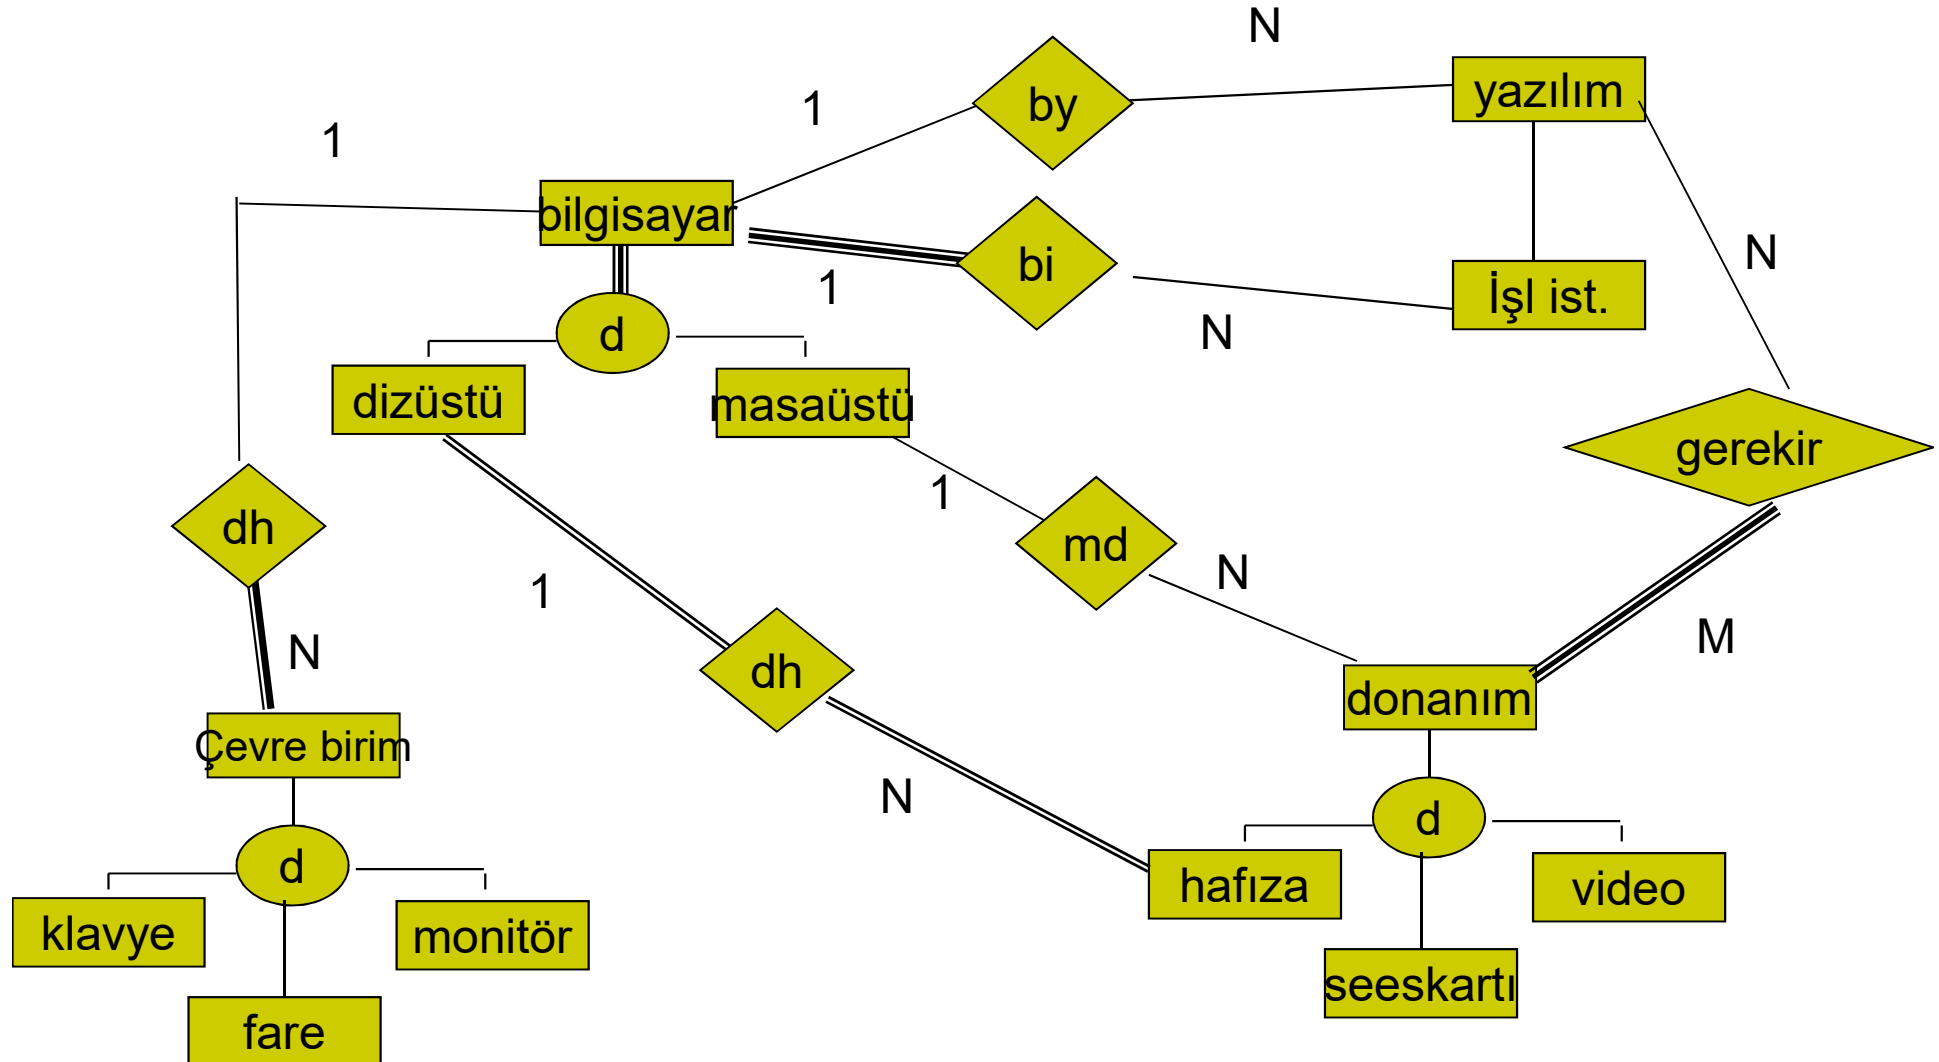 N
by
yazılım
1
1
bilgisayar
bi
N
1
İşl ist.
N
d
dizüstü
masaüstü
gerekir
1
dh
md
N
1
N
M
dh
donanım
Çevre birim
N
d
d
hafıza
video
klavye
monitör
seeskartı
fare